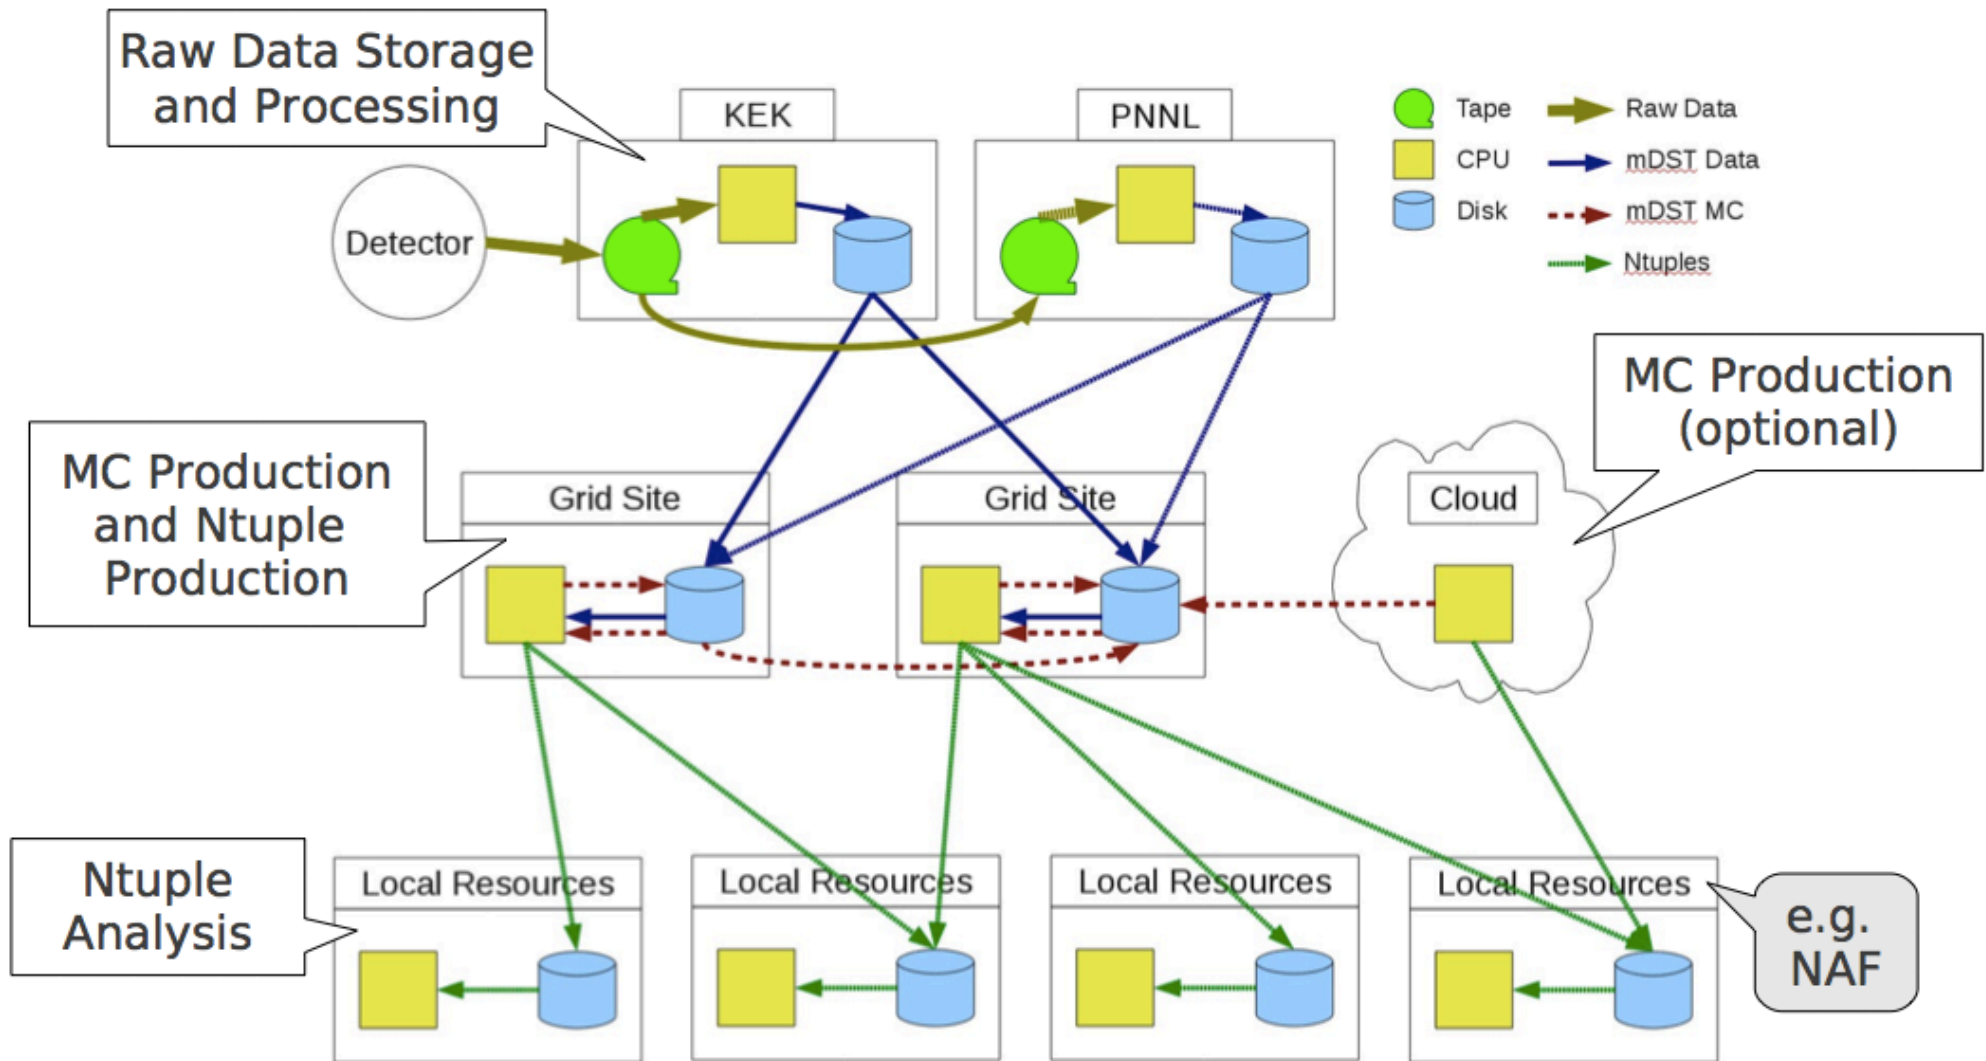 Raw Data Storage
and Processing
KEK
PNNL
Tape
Raw Data
CPU
mDST Data
Disk
mDST MC
Ntuples
Detector
MC Production
(optional)
MC Production
and Ntuple
Production
Grid Site
Grid Site
Cloud
Ntuple
Analysis
Local Resources
Local Resources
Local Resources
Local Resources
e.g.
NAF